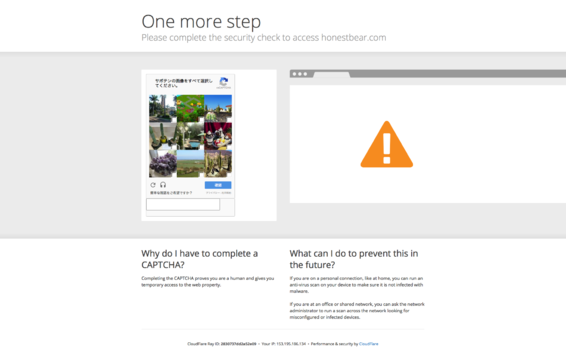 One more step
Please complete the security check to access honestbear.com
サボテンの画像をすべて選択し
てください。
Why do I have to complete a
CAPTCHA?
Completing the CAPTCHA proves you are a human and gives you
temporary access to the web property.
What can I do to prevent this in
the future?
If you are on a personal connection, like at home, you can run an
anti-virus scan on your device to make sure it is not infected with
malware.
If you are at an office or shared network, you can ask the network
administrator to run a scan across the network looking for
misconfigured or infected devices.
CloudFlare Ray ID: • Your IP: 153.195.186.134 • Performance & security by CloudFlare